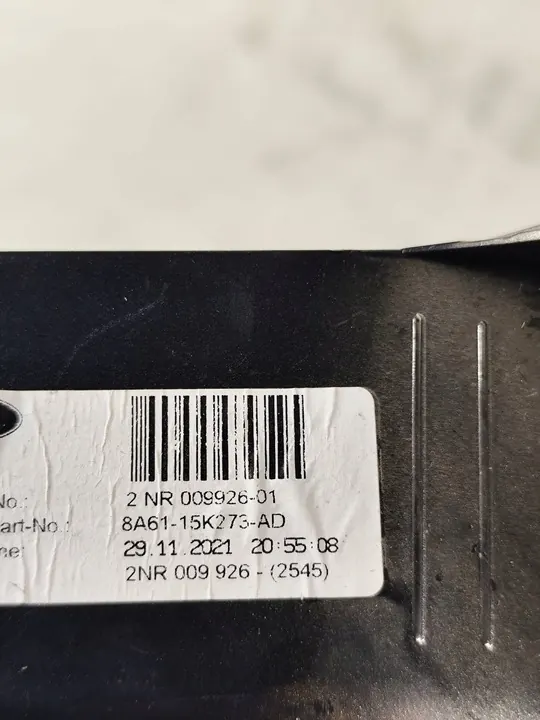 No.: 2 NR 009926-01
art-No.: 8A61-15K273-AD
ne: 29.11.2021 20:55:08
2NR 009 926 - (2545)